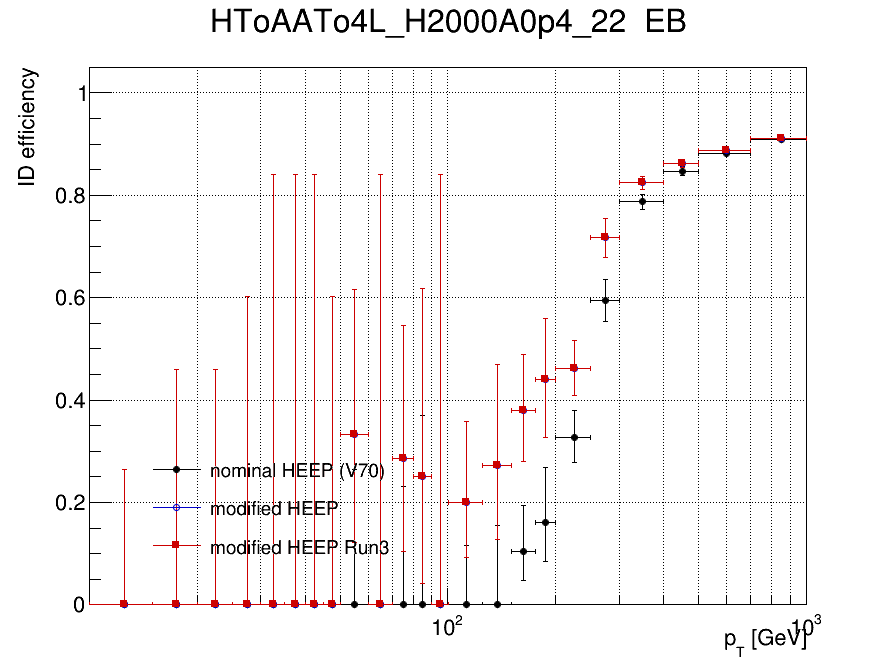 HToAATo4L_H2000A0p4_22 EB
ID efficiency
1
0.8
0.6
0.4
0.2
0
nominal HEEP (V70)
modified HEEP
modified HEEP Run3
10²
10³
p_T [GeV]